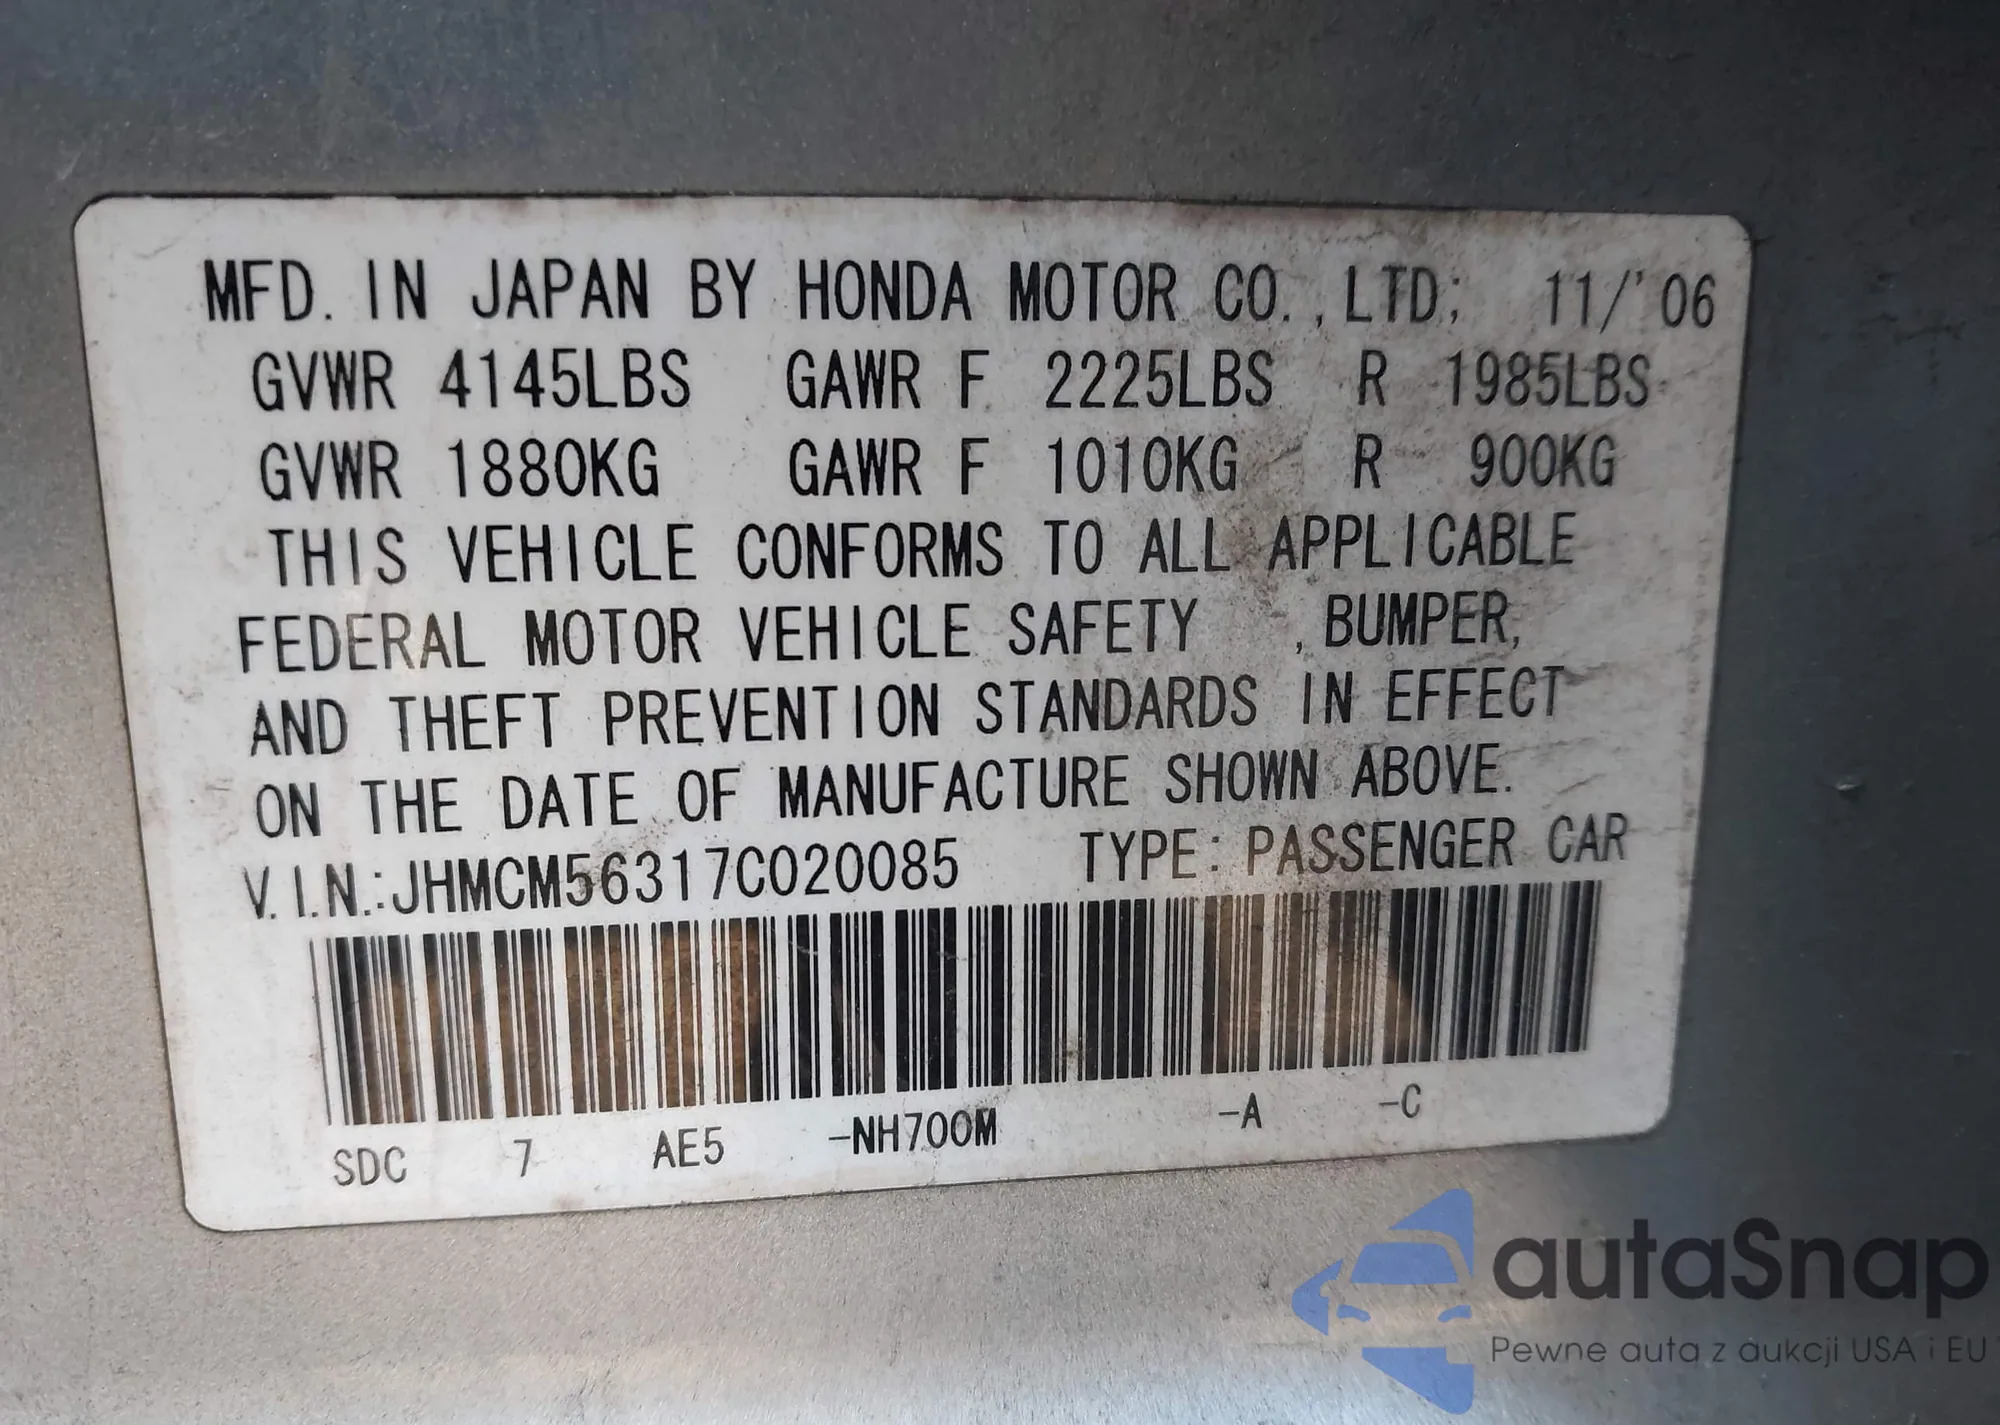 MFD. IN JAPAN BY HONDA MOTOR CO.,LTD; 11/'06
GVWR 4145LBS GAWR F 2225LBS R 1985LBS
GVWR 1880KG GAWR F 1010KG R 900KG
THIS VEHICLE CONFORMS TO ALL APPLICABLE
FEDERAL MOTOR VEHICLE SAFETY , BUMPER,
AND THEFT PREVENTION STANDARDS IN EFFECT
ON THE DATE OF MANUFACTURE SHOWN ABOVE.
V.I.N.:JHMCM56317C020085 TYPE: PASSENGER CAR
SDC 7 AE5 -NH700M -A -C
autaSnap
Pewne auta z aukcji USA i EU